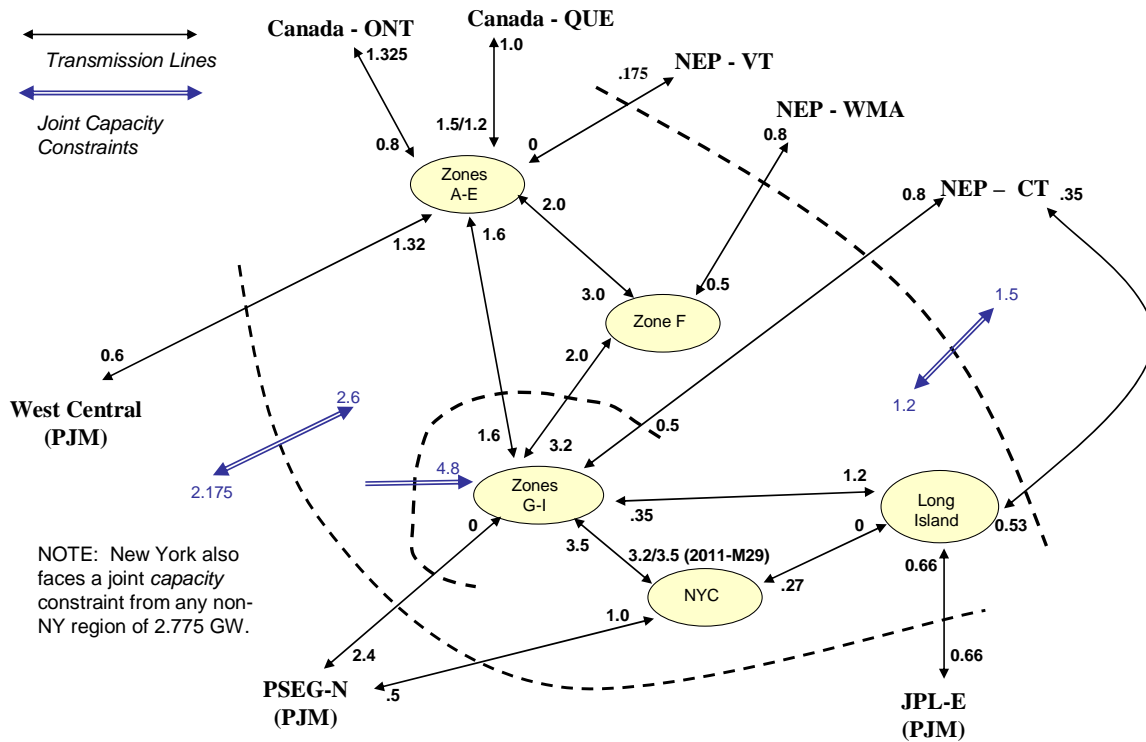 Canada - QUE
Canada - ONT
1.0
1.325
Transmission Lines
NEP - VT
.175
NEP - WMA
Joint Capacity
Constraints
1.5/1.2
0.8
0
0.8
Zones
A-E
NEP – CT
0.8
.35
2.0
1.32
1.6
0.5
3.0
1.5
Zone F
0.6
2.0
West Central
(PJM)
2.6
1.2
0.5
1.6
3.2
4.8
2.175
Zones
G-I
1.2
Long
Island
.35
0
0
0.53
3.5
3.2/3.5 (2011-M29)
0.66
NOTE: New York also
faces a joint capacity
constraint from any non-
NY region of 2.775 GW.
NYC
.27
1.0
2.4
0.66
PSEG-N
(PJM)
.5
JPL-E
(PJM)